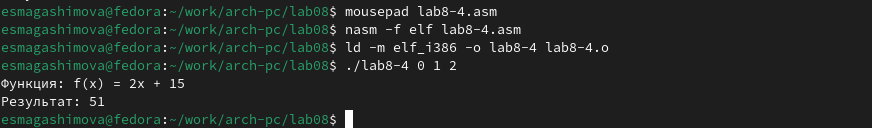 esmagashimova@fedora:~/work/arch-pc/lab08$ mousepad lab8-4.asm
esmagashimova@fedora:~/work/arch-pc/lab08$ nasm -f elf lab8-4.asm
esmagashimova@fedora:~/work/arch-pc/lab08$ ld -m elf_i386 -o lab8-4 lab8-4.o
esmagashimova@fedora:~/work/arch-pc/lab08$ ./lab8-4 0 1 2
Функция: f(x) = 2x + 15
Результат: 51
esmagashimova@fedora:~/work/arch-pc/lab08$